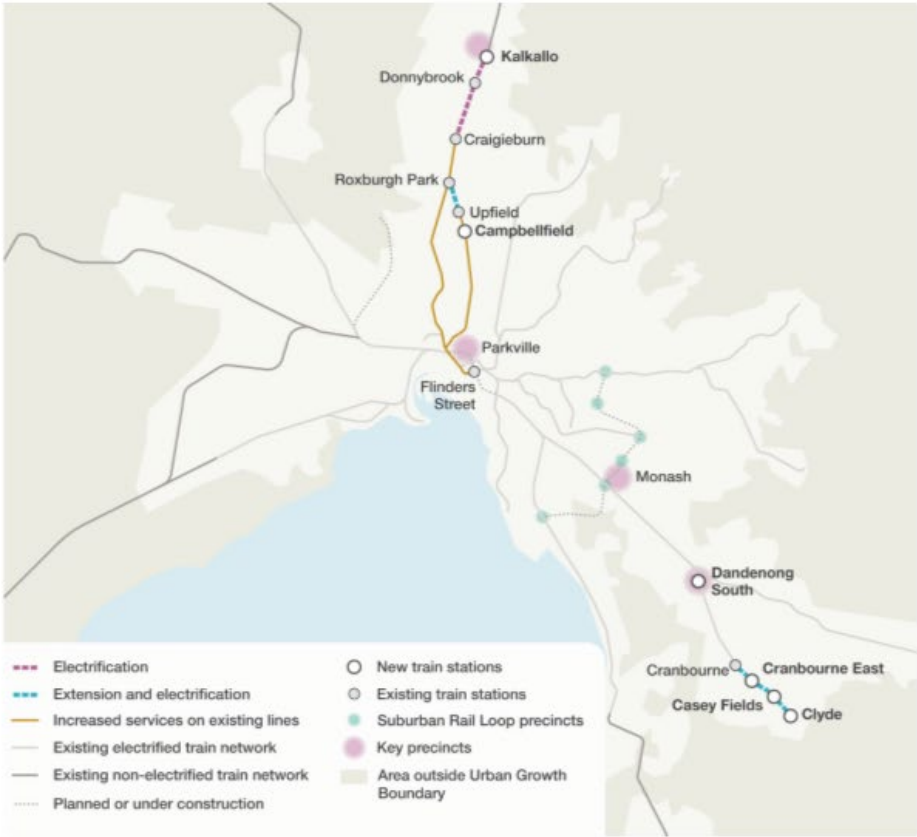 Kalkallo
Donnybrook
Craigieburn
Roxburgh Park
Upfield
Campbellfield
Parkville
Flinders
Street
Monash
Dandenong
South
Cranbourne
Cranbourne East
Casey Fields
Clyde
Electrification
Extension and electrification
Increased services on existing lines
Existing electrified train network
Existing non-electrified train network
Planned or under construction
New train stations
Existing train stations
Suburban Rail Loop precincts
Key precincts
Area outside Urban Growth
Boundary